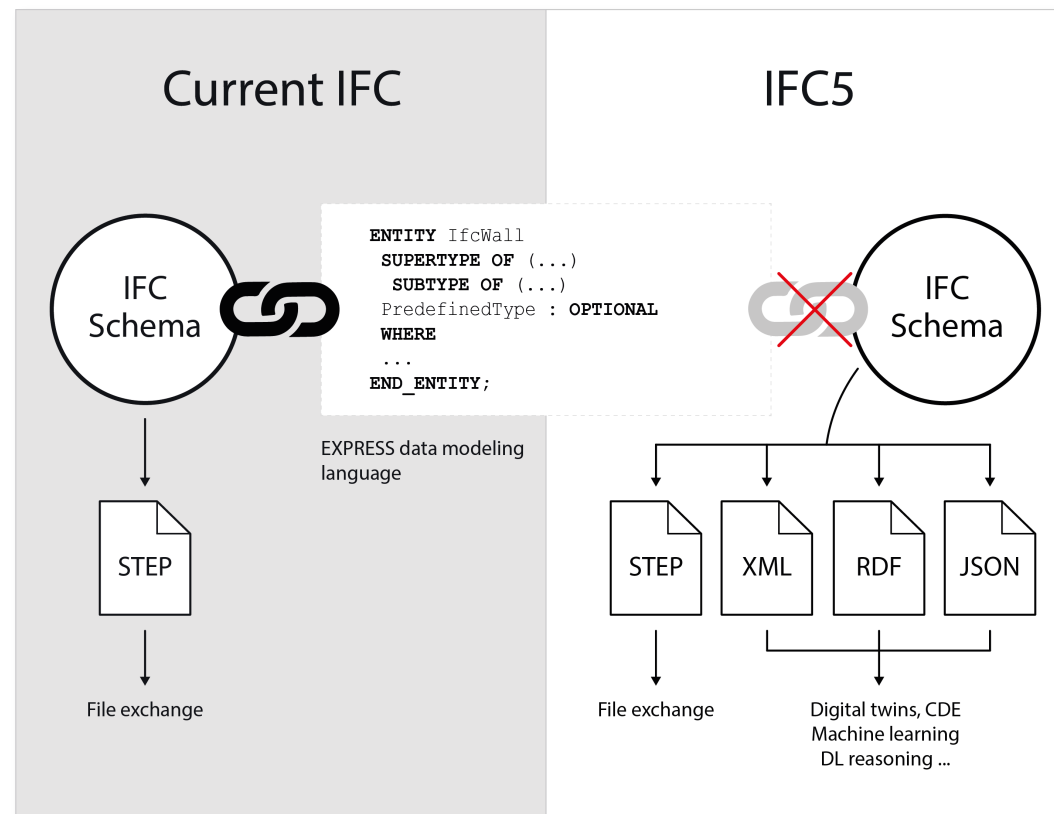 Current IFC
IFC5
IFC
Schema
ENTITY IfcWall
SUPERTYPE OF (...)
SUBTYPE OF (...)
PredefinedType : OPTIONAL
WHERE
...
END_ENTITY;
IFC
Schema
EXPRESS data modeling
language
STEP
STEP
XML
RDF
JSON
File exchange
File exchange
Digital twins, CDE
Machine learning
DL reasoning ...